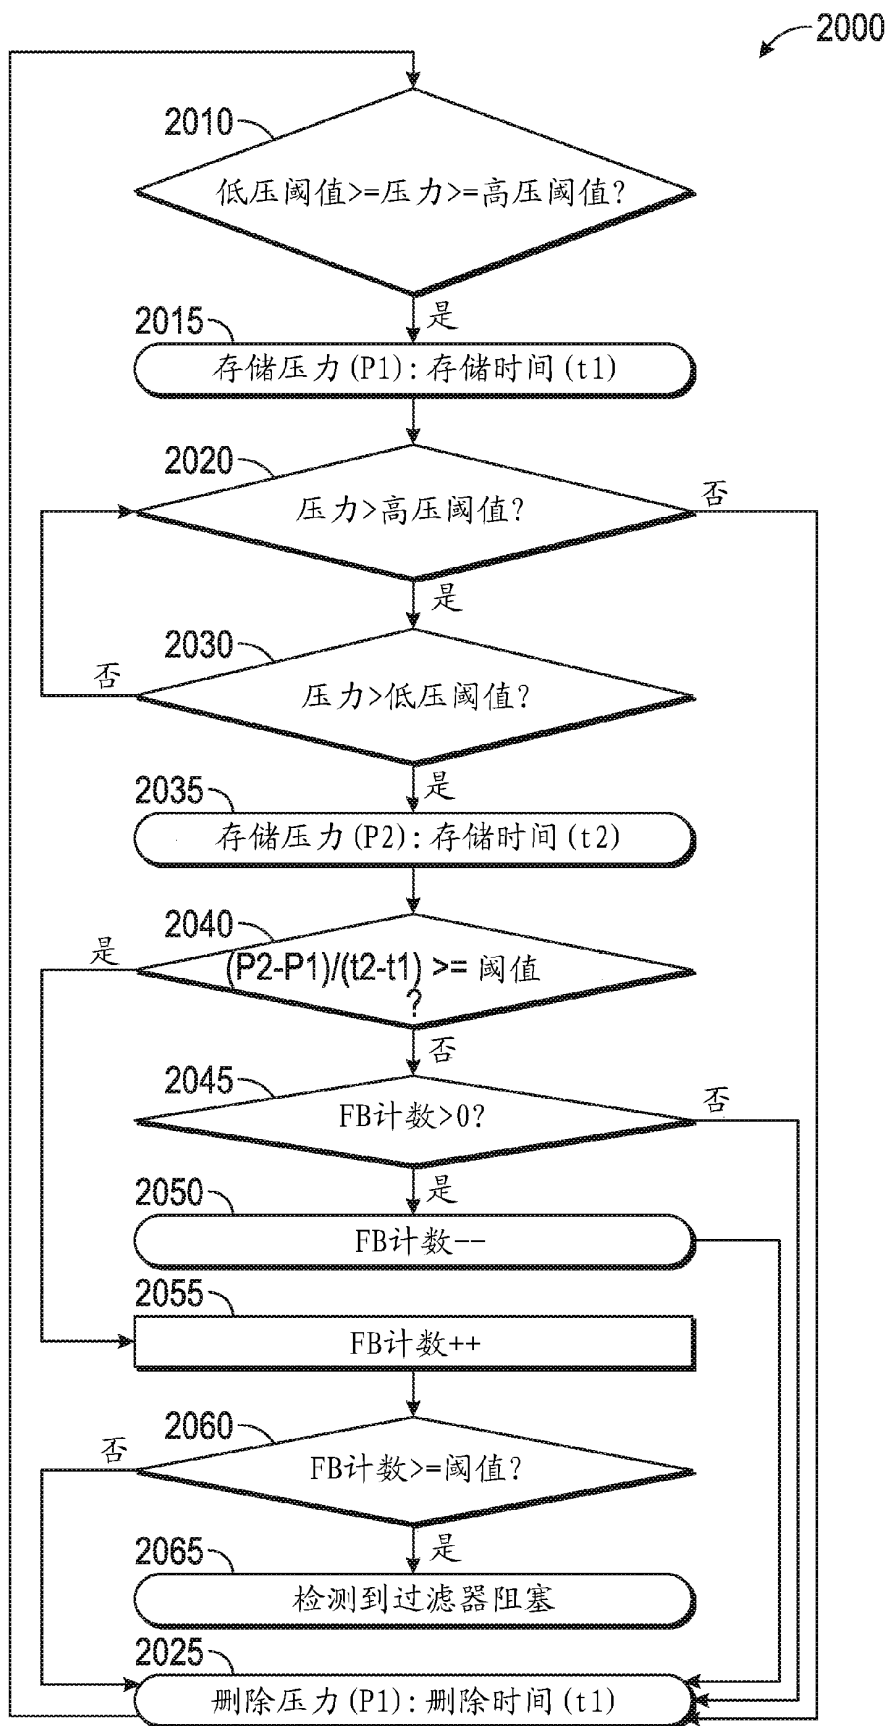 2000
2010
低压阈值>=压力>=高压阈值?
是
2015
存储压力(P1):存储时间(t1)
2020
压力>高压阈值?
否
是
2030
否
压力>低压阈值?
是
2035
存储压力(P2):存储时间(t2)
2040
是
(P2-P1)/(t2-t1) >= 阈值
?
否
2045
FB计数>0?
否
是
2050
FB计数--
2055
FB计数++
2060
否
FB计数>=阈值?
是
2065
检测到过滤器阻塞
2025
删除压力(P1):删除时间(t1)